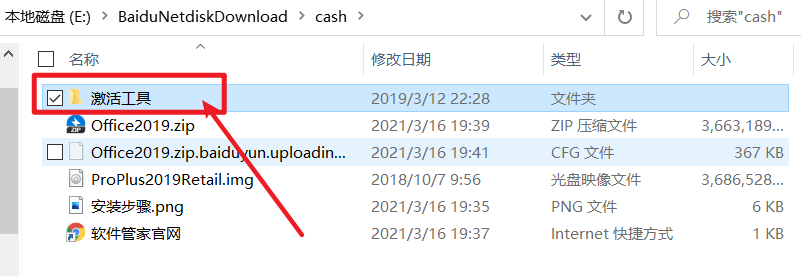 本地磁盘 (E:) > BaiduNetdiskDownload > cash > 搜索"cash"
名称 修改日期 类型 大小
激活工具 2019/3/12 22:28 文件夹
Office2019.zip 2021/3/16 19:39 ZIP 压缩文件 3,663,189...
Office2019.zip.baiduyun.uploadin... 2021/3/16 19:41 CFG 文件 367 KB
ProPlus2019Retail.img 2018/10/7 9:56 光盘映像文件 3,686,528...
安装步骤.png 2021/3/16 19:35 PNG 文件 6 KB
软件管家官网 2021/3/16 19:37 Internet 快捷方式 1 KB